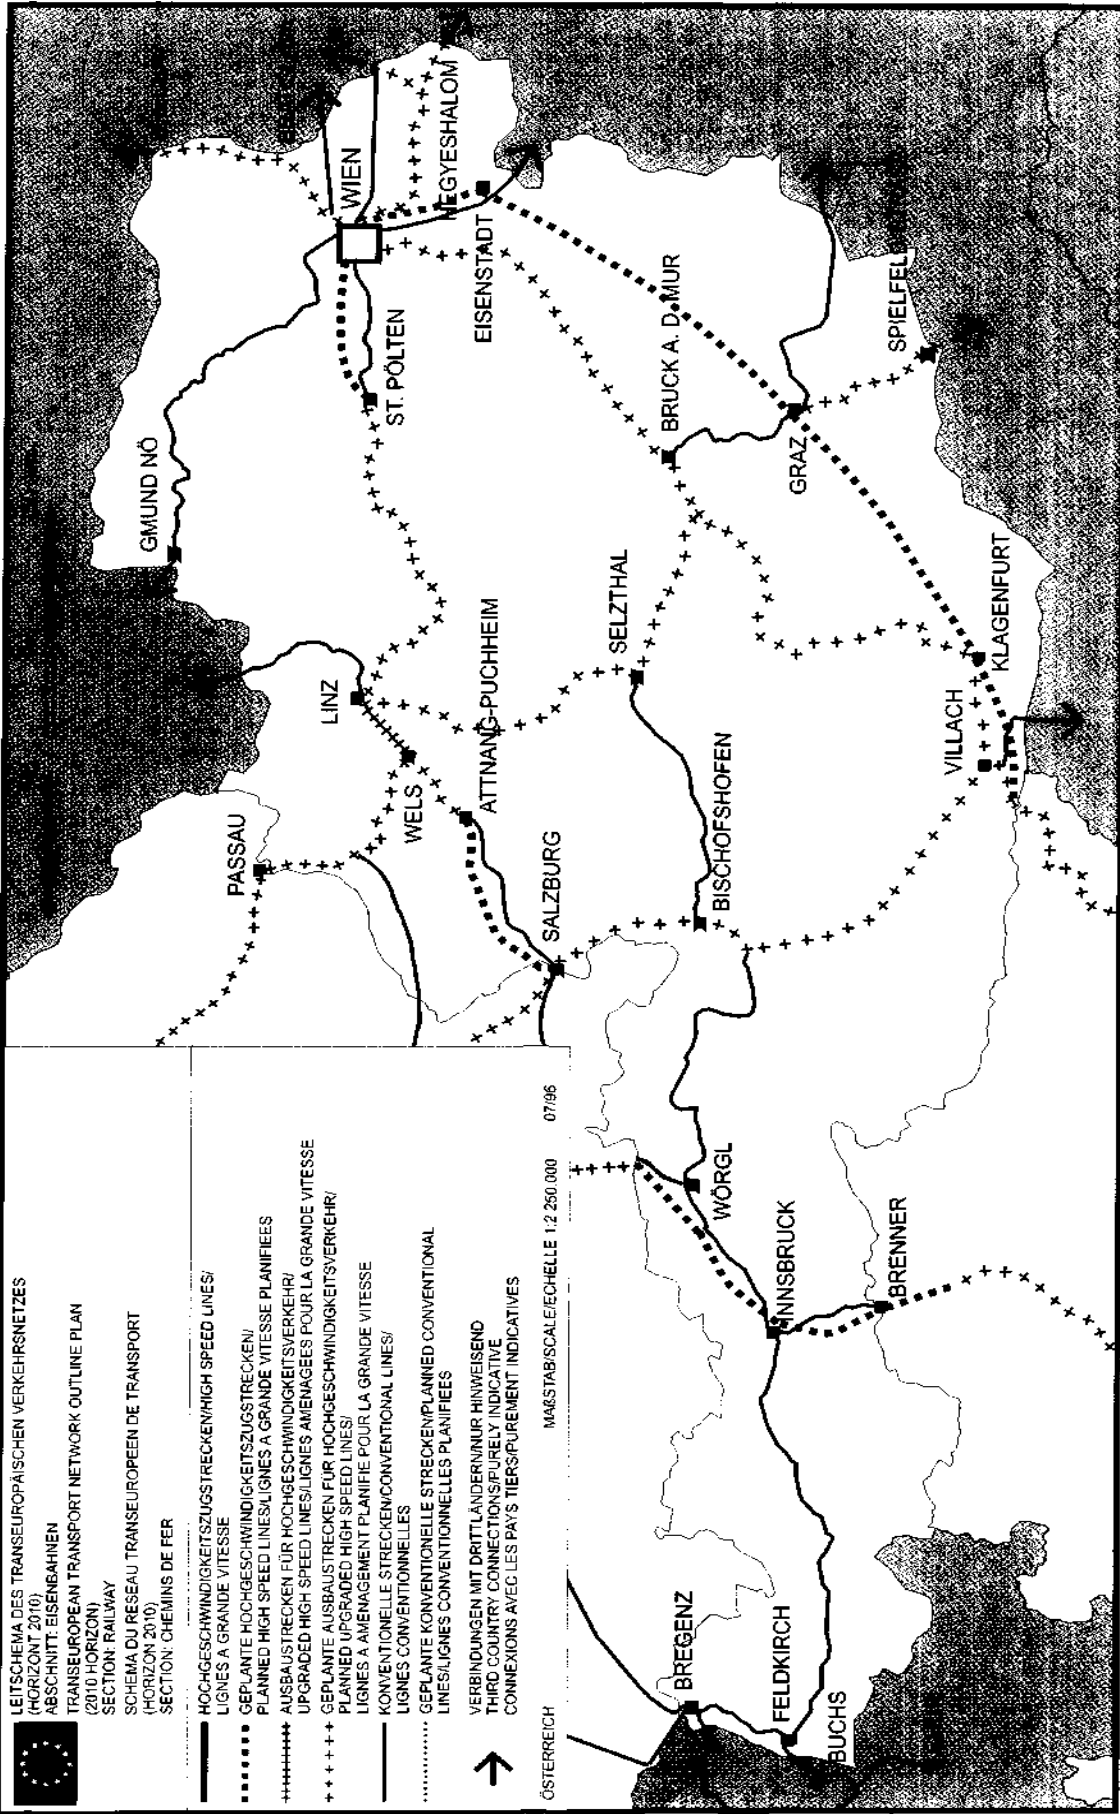 LEITSCHEMA DES TRANSEUROPÄISCHEN VERKEHRSNETZES
(HORIZONT 2010)
ABSCHNITT: EISENBAHNEN
TRANSEUROPEAN TRANSPORT NETWORK OUTLINE PLAN
(2010 HORIZON)
SECTION: RAILWAY
SCHEMA DU RESEAU TRANSEUROPEEN DE TRANSPORT
(HORIZON 2010)
SECTION: CHEMINS DE FER
HOCHGESCHWINDIGKEITSZUGSTRECKEN/HIGH SPEED LINES/
LIGNES A GRANDE VITESSE
GEPLANTE HOCHGESCHWINDIGKEITSZUGSTRECKEN/
PLANNED HIGH SPEED LINES/LIGNES A GRANDE VITESSE PLANIFIEES
AUSBAUSTRECKEN FÜR HOCHGESCHWINDIGKEITSVERKEHR/
UPGRADED HIGH SPEED LINES/LIGNES AMENAGEES POUR LA GRANDE VITESSE
GEPLANTE AUSBAUSTRECKEN FÜR HOCHGESCHWINDIGKEITSVERKEHR/
PLANNED UPGRADED HIGH SPEED LINES/
LIGNES A AMENAGEMENT PLANIFIE POUR LA GRANDE VITESSE
KONVENTIONELLE STRECKEN/CONVENTIONAL LINES/
LIGNES CONVENTIONNELLES
GEPLANTE KONVENTIONELLE STRECKEN/PLANNED CONVENTIONAL
LINES/LIGNES CONVENTIONNELLES PLANIFIEES
VERBINDUNGEN MIT DRITTLÄNDERN/NUR HINWEISEND
THIRD COUNTRY CONNECTIONS/PURELY INDICATIVE
CONNEXIONS AVEC LES PAYS TIERS/PUREMENT INDICATIVES
ÖSTERREICH MAßSTAB/SCALE/ECHELLE 1:2 250.000 07/96
GMUND NÖ
WIEN
ST. PÖLTEN
LINZ
PASSAU
WELS
ATTNANG-PUCHHEIM
SALZBURG
NEGYESHALOM
EISENSTADT
BRUCK A. D. MUR
SELZTHAL
BISCHOFSHOFEN
WÖRGL
INNSBRUCK
BRENNER
BREGENZ
FELDKIRCH
BUCHS
GRAZ
KLAGENFURT
VILLACH